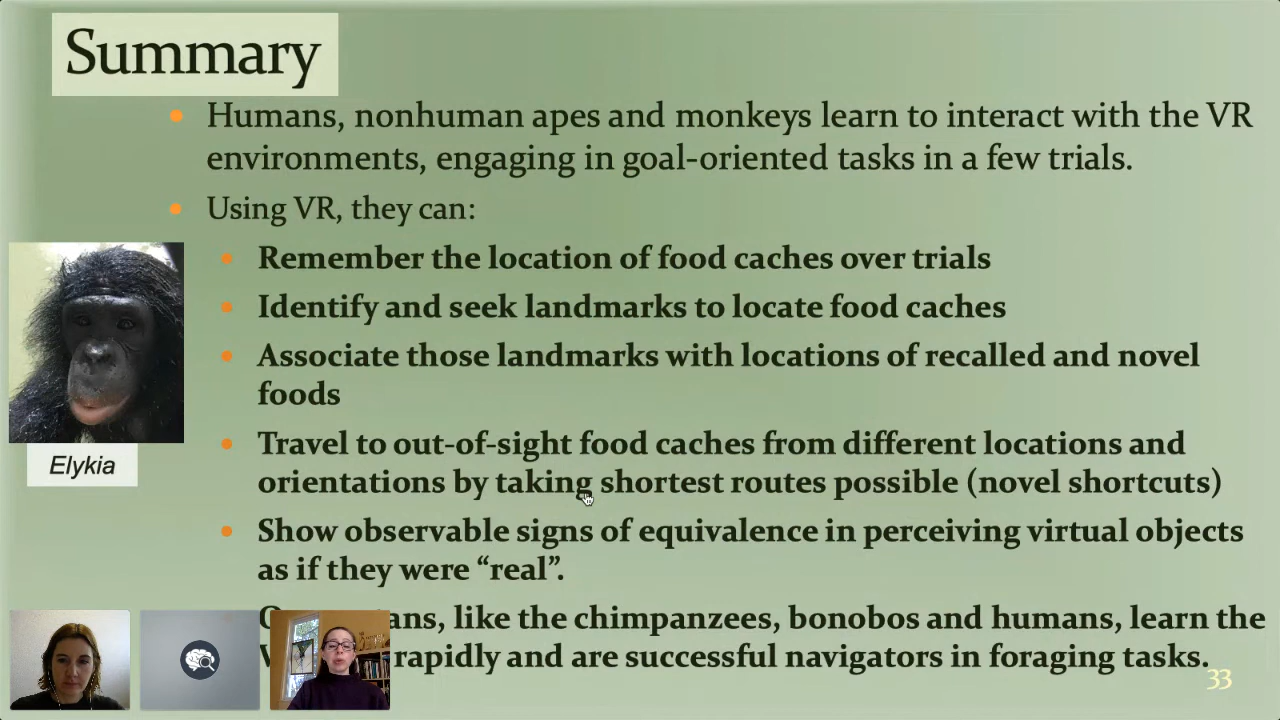 Summary
Humans, nonhuman apes and monkeys learn to interact with the VR
environments, engaging in goal-oriented tasks in a few trials.
Using VR, they can:
Remember the location of food caches over trials
Identify and seek landmarks to locate food caches
Associate those landmarks with locations of recalled and novel
foods
Elykia
Travel to out-of-sight food caches from different locations and
orientations by taking shortest routes possible (novel shortcuts)
Show observable signs of equivalence in perceiving virtual objects
as if they were “real”.
like the chimpanzees, bonobos and humans, learn the
rapidly and are successful navigators in foraging tasks.
33